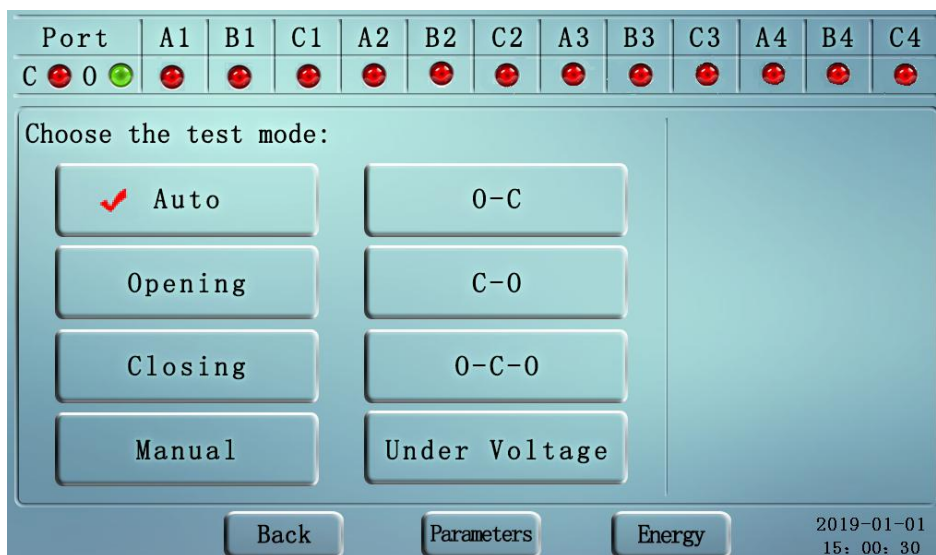 Port A1 B1 C1 A2 B2 C2 A3 B3 C3 A4 B4 C4
C O
Choose the test mode:
Auto O-C
Opening C-O
Closing O-C-O
Manual Under Voltage
Back Parameters Energy 2019-01-01
15: 00: 30